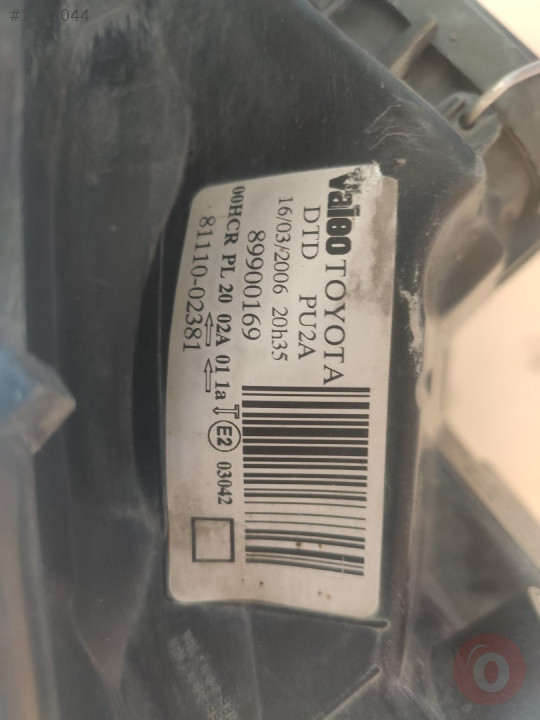 Valeo TOYOTA
DTD PU2A
16/03/2006 20h35
89900169
00HCR PL 20 02A 01 1a E2 03042
81110-02381